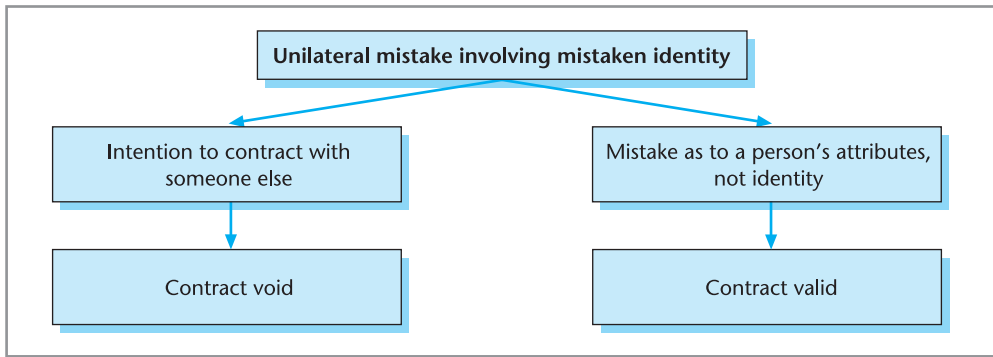 Unilateral mistake involving mistaken identity
Intention to contract with
someone else
Mistake as to a person's attributes,
not identity
Contract void
Contract valid